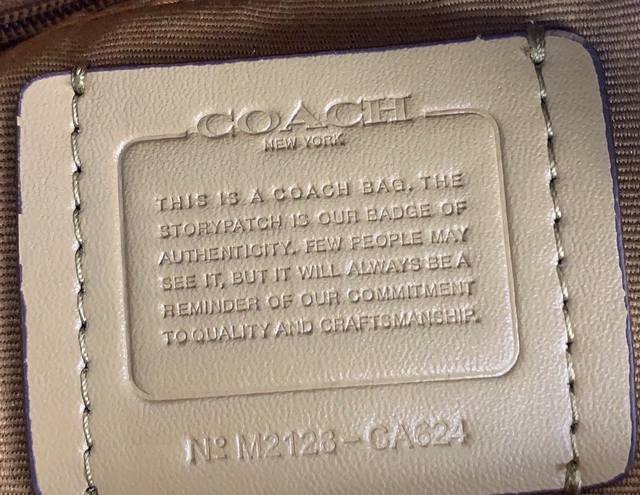 COACH
NEW YORK
THIS IS A COACH BAG. THE
STORYPATCH IS OUR BADGE OF
AUTHENTICITY. FEW PEOPLE MAY
SEE IT, BUT IT WILL ALWAYS BE A
REMINDER OF OUR COMMITMENT
TO QUALITY AND CRAFTSMANSHIP.
Nº M2123-CA624